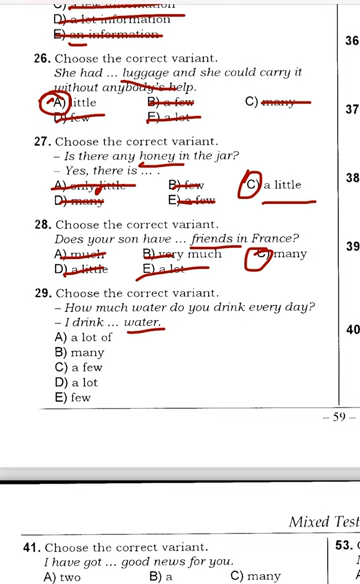 D) a lot information
E) an information
36
26. Choose the correct variant.
She had ... luggage and she could carry it
without anybody's help.
A) little B) a few C) many
D) few E) a lot
37
27. Choose the correct variant.
– Is there any honey in the jar?
– Yes, there is ... .
A) only little B) few C) a little
D) many E) a few
38
28. Choose the correct variant.
Does your son have ... friends in France?
A) much B) very much C) many
D) a little E) a lot
39
29. Choose the correct variant.
– How much water do you drink every day?
– I drink ... water.
A) a lot of
B) many
C) a few
D) a lot
E) few
40
– 59 –
Mixed Test
41. Choose the correct variant.
I have got ... good news for you.
A) two B) a C) many
53.